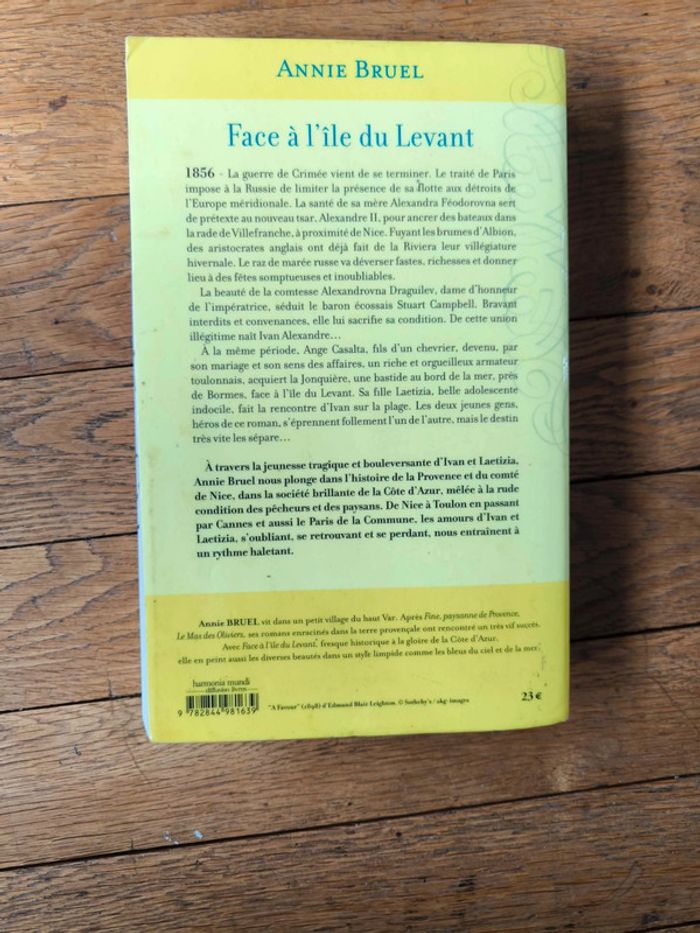 ANNIE BRUEL
Face à l'île du Levant
1856 - La guerre de Crimée vient de se terminer. Le traité de Paris
impose à la Russie de limiter la présence de sa flotte aux détroits de
l'Europe méridionale. La santé de sa mère Alexandra Féodorovna sert
de prétexte au nouveau tsar, Alexandre II, pour ancrer des bateaux dans
la rade de Villefranche, à proximité de Nice. Fuyant les brumes d'Albion,
des aristocrates anglais ont déjà fait de la Riviera leur villégiature
hivernale. Le raz de marée russe va déverser fastes, richesses et donner
lieu à des fêtes somptueuses et inoubliables.
La beauté de la comtesse Alexandrovna Draguilev, dame d'honneur
de l'impératrice, séduit le baron écossais Stuart Campbell. Bravant
interdits et convenances, elle lui sacrifie sa condition. De cette union
illégitime naît Ivan Alexandre...
À la même période, Ange Casalta, fils d'un chevrier, devenu, par
son mariage et son sens des affaires, un riche et orgueilleux armateur
toulonnais, acquiert la Jonquière, une bastide au bord de la mer, près
de Bormes, face à l'île du Levant. Sa fille Laetizia, belle adolescente
indocile, fait la rencontre d'Ivan sur la plage. Les deux jeunes gens,
héros de ce roman, s'éprennent follement l'un de l'autre, mais le destin
très vite les sépare...
À travers la jeunesse tragique et bouleversante d'Ivan et Laetizia,
Annie Bruel nous plonge dans l'histoire de la Provence et du comté
de Nice, dans la société brillante de la Côte d'Azur, mêlée à la rude
condition des pêcheurs et des paysans. De Nice à Toulon en passant
par Cannes et aussi le Paris de la Commune, les amours d'Ivan et
Laetizia, s'oubliant, se retrouvant et se perdant, nous entraînent à
un rythme haletant.
Annie BRUEL vit dans un petit village du haut Var. Après Fine, paysanne de Provence,
Le Mas des Oliviers, ses romans enracinés dans la terre provençale ont rencontré un très vif succès.
Avec Face à l'île du Levant, fresque historique à la gloire de la Côte d'Azur,
elle en peint aussi les diverses beautés dans un style limpide comme les bleus du ciel et de la mer.
harmonia mundi
diffusion livres
9 782844 981639
"A Favour" (1898) d'Edmund Blair Leighton. © Sotheby's / akg-images
23 €